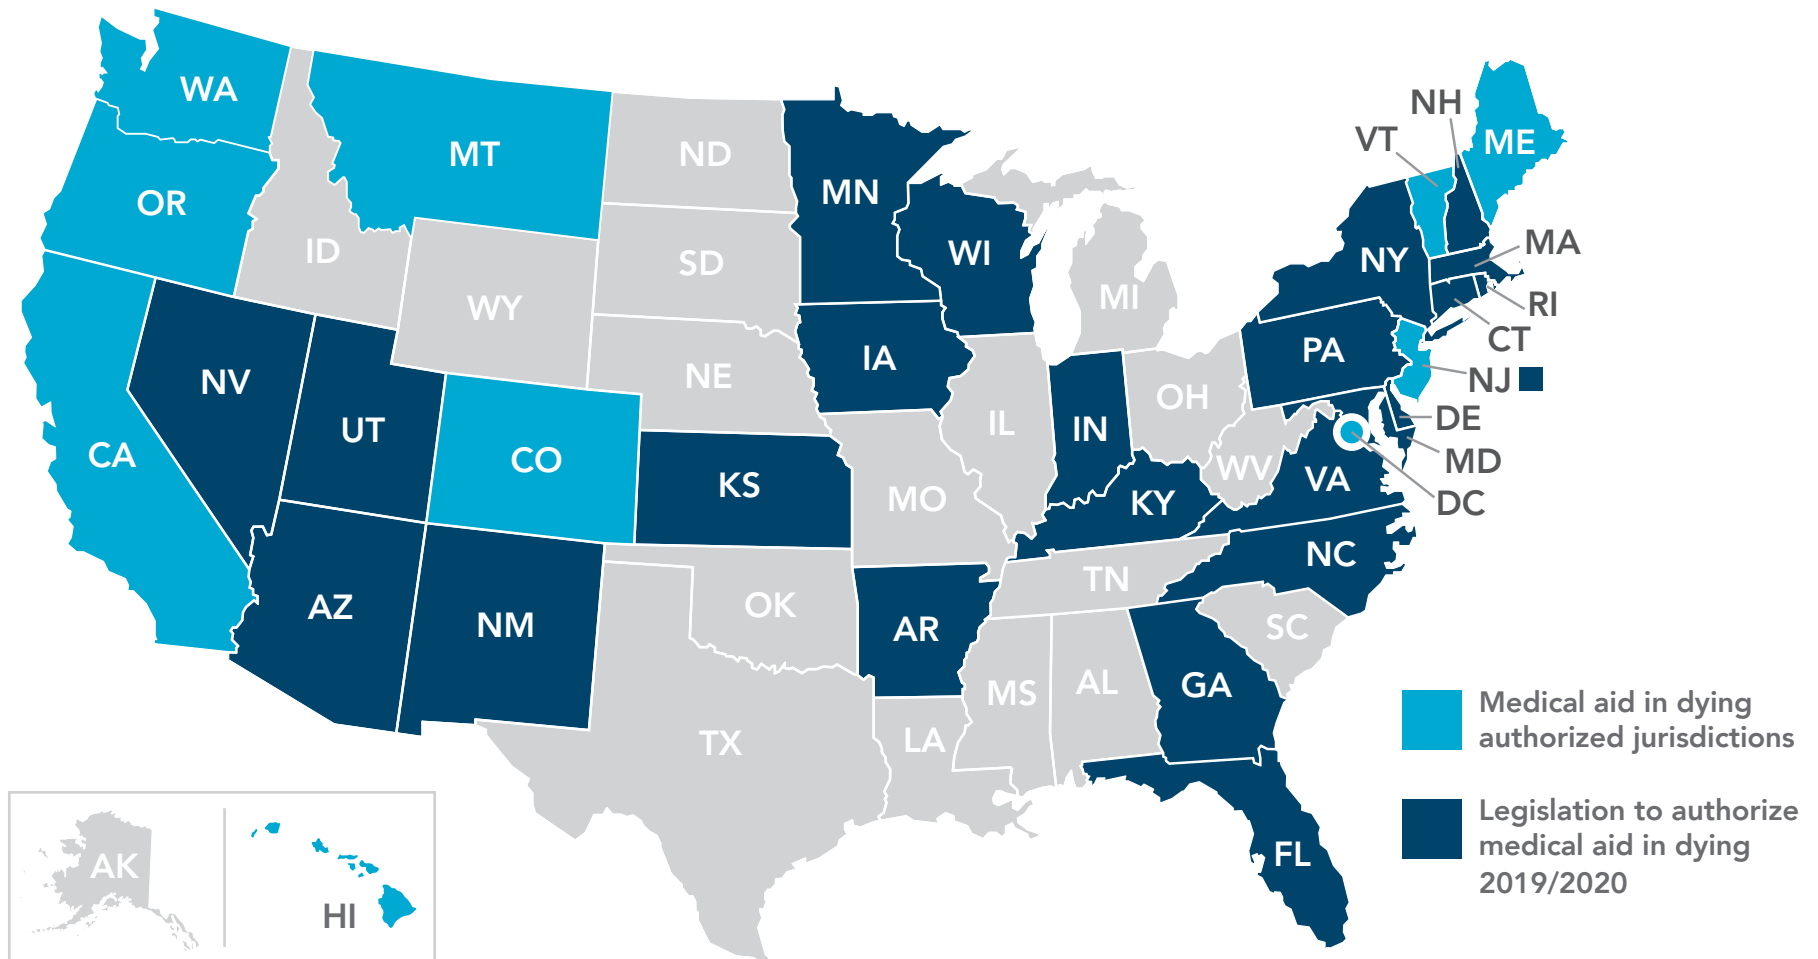 WA
MT
ND
MN
NH
VT
ME
OR
ID
SD
WI
MI
NY
MA
WY
RI
IA
PA
CT
NV
NE
NJ
OH
DE
UT
IL
IN
CA
CO
KS
WV
VA
MD
MO
KY
DC
NC
AZ
NM
OK
TN
AR
SC
MS
AL
GA
TX
LA
Medical aid in dying
authorized jurisdictions
Legislation to authorize
medical aid in dying
2019/2020
FL
AK
HI